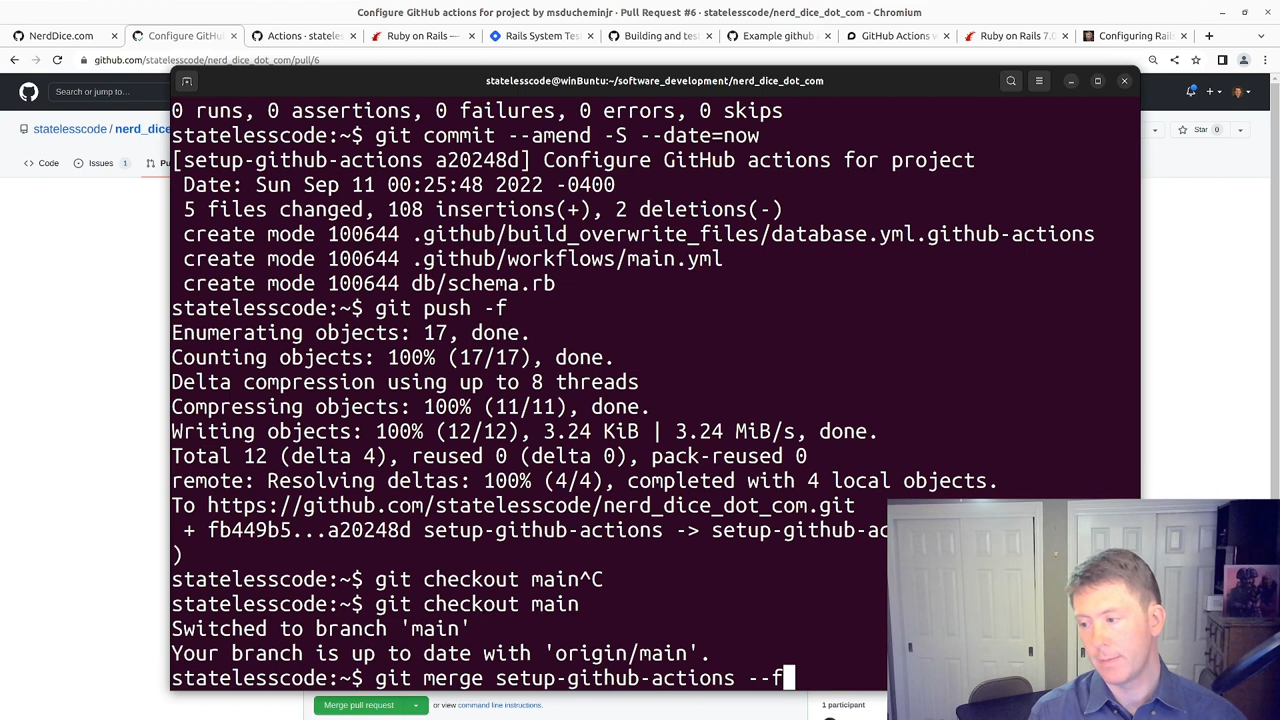 Configure GitHub actions for project by msducheminjr · Pull Request #6 · statelesscode/nerd_dice_dot_com - Chromium
NerdDice.com
Configure GitHu
Actions · stateles
Ruby on Rails —
Rails System Tes
Building and tes
Example github
GitHub Actions v
Ruby on Rails 7.0
Configuring Rail
github.com/statelesscode/nerd_dice_dot_com/pull/6
Search or jump to...
statelesscode@winBuntu:~/software_development/nerd_dice_dot_com
statelesscode / nerd_dice
Star 0
Code
Issues 1
Pu
0 runs, 0 assertions, 0 failures, 0 errors, 0 skips
statelesscode:~$ git commit --amend -S --date=now
[setup-github-actions a20248d] Configure GitHub actions for project
Date: Sun Sep 11 00:25:48 2022 -0400
5 files changed, 108 insertions(+), 2 deletions(-)
create mode 100644 .github/build_overwrite_files/database.yml.github-actions
create mode 100644 .github/workflows/main.yml
create mode 100644 db/schema.rb
statelesscode:~$ git push -f
Enumerating objects: 17, done.
Counting objects: 100% (17/17), done.
Delta compression using up to 8 threads
Compressing objects: 100% (11/11), done.
Writing objects: 100% (12/12), 3.24 KiB | 3.24 MiB/s, done.
Total 12 (delta 4), reused 0 (delta 0), pack-reused 0
remote: Resolving deltas: 100% (4/4), completed with 4 local objects.
To https://github.com/statelesscode/nerd_dice_dot_com.git
+ fb449b5...a20248d setup-github-actions -> setup-github-ac
)
statelesscode:~$ git checkout main^C
statelesscode:~$ git checkout main
Switched to branch 'main'
Your branch is up to date with 'origin/main'.
statelesscode:~$ git merge setup-github-actions --f
Merge pull request
or view command line instructions.
1 participant